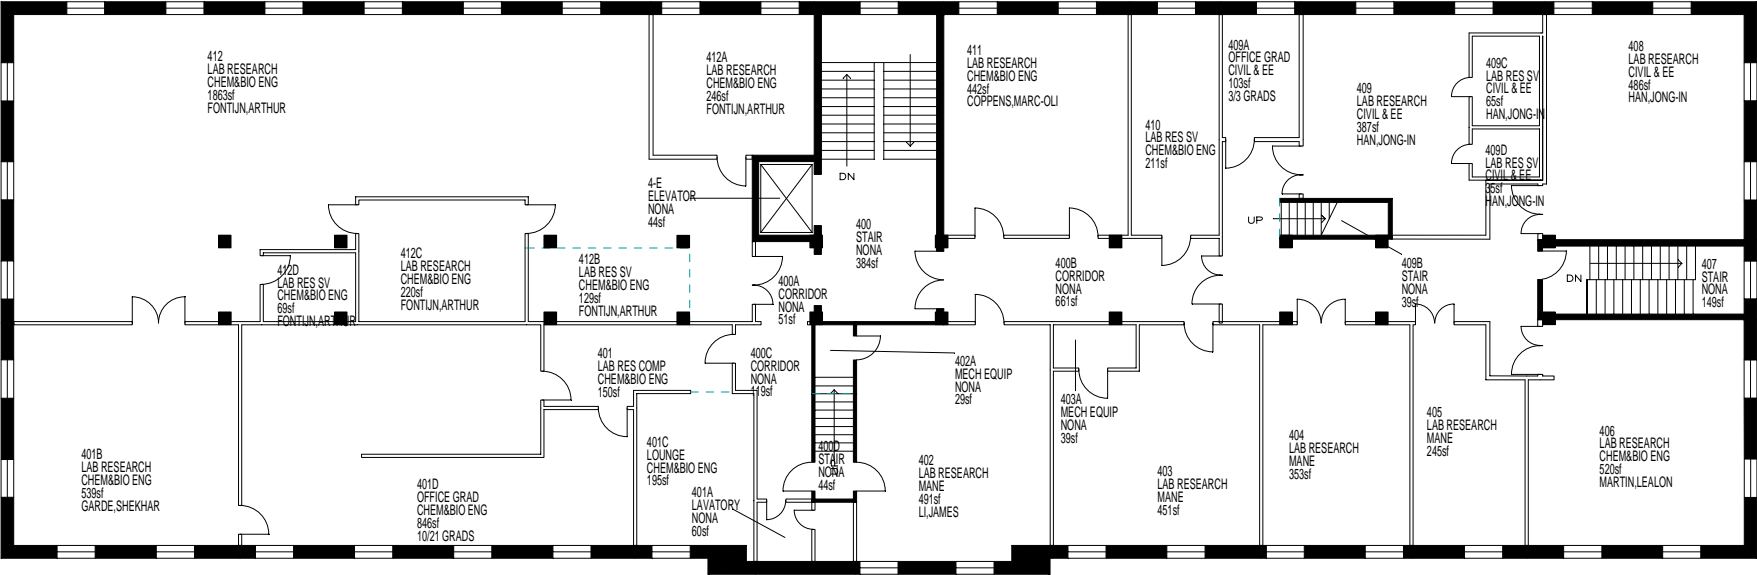 412
LAB RESEARCH
CHEM&BIO ENG
1863sf
FONTIJN,ARTHUR
412A
LAB RESEARCH
CHEM&BIO ENG
246sf
FONTIJN,ARTHUR
DN
4-E
ELEVATOR
NONA
44sf
400
STAIR
NONA
384sf
411
LAB RESEARCH
CHEM&BIO ENG
442sf
COPPENS,MARC-OLI
410
LAB RES SV
CHEM&BIO ENG
211sf
409A
OFFICE GRAD
CIVIL & EE
103sf
3/3 GRADS
409
LAB RESEARCH
CIVIL & EE
387sf
HAN,JONG-IN
409C
LAB RES SV
CIVIL & EE
65sf
HAN,JONG-IN
409D
LAB RES SV
CIVIL & EE
35sf
HAN,JONG-IN
408
LAB RESEARCH
CIVIL & EE
486sf
HAN,JONG-IN
UP
412D
LAB RES SV
CHEM&BIO ENG
69sf
FONTIJN,ARTHUR
412C
LAB RESEARCH
CHEM&BIO ENG
220sf
FONTIJN,ARTHUR
412B
LAB RES SV
CHEM&BIO ENG
129sf
FONTIJN,ARTHUR
400A
CORRIDOR
NONA
51sf
400B
CORRIDOR
NONA
661sf
409B
STAIR
NONA
39sf
DN
407
STAIR
NONA
149sf
401
LAB RES COMP
CHEM&BIO ENG
150sf
400C
CORRIDOR
NONA
119sf
402A
MECH EQUIP
NONA
29sf
403A
MECH EQUIP
NONA
39sf
401B
LAB RESEARCH
CHEM&BIO ENG
539sf
GARDE,SHEKHAR
401D
OFFICE GRAD
CHEM&BIO ENG
846sf
10/21 GRADS
401C
LOUNGE
CHEM&BIO ENG
195sf
401A
LAVATORY
NONA
60sf
400D
STAIR
NONA
44sf
402
LAB RESEARCH
MANE
491sf
LI,JAMES
403
LAB RESEARCH
MANE
451sf
404
LAB RESEARCH
MANE
353sf
405
LAB RESEARCH
MANE
245sf
406
LAB RESEARCH
CHEM&BIO ENG
520sf
MARTIN,LEALON